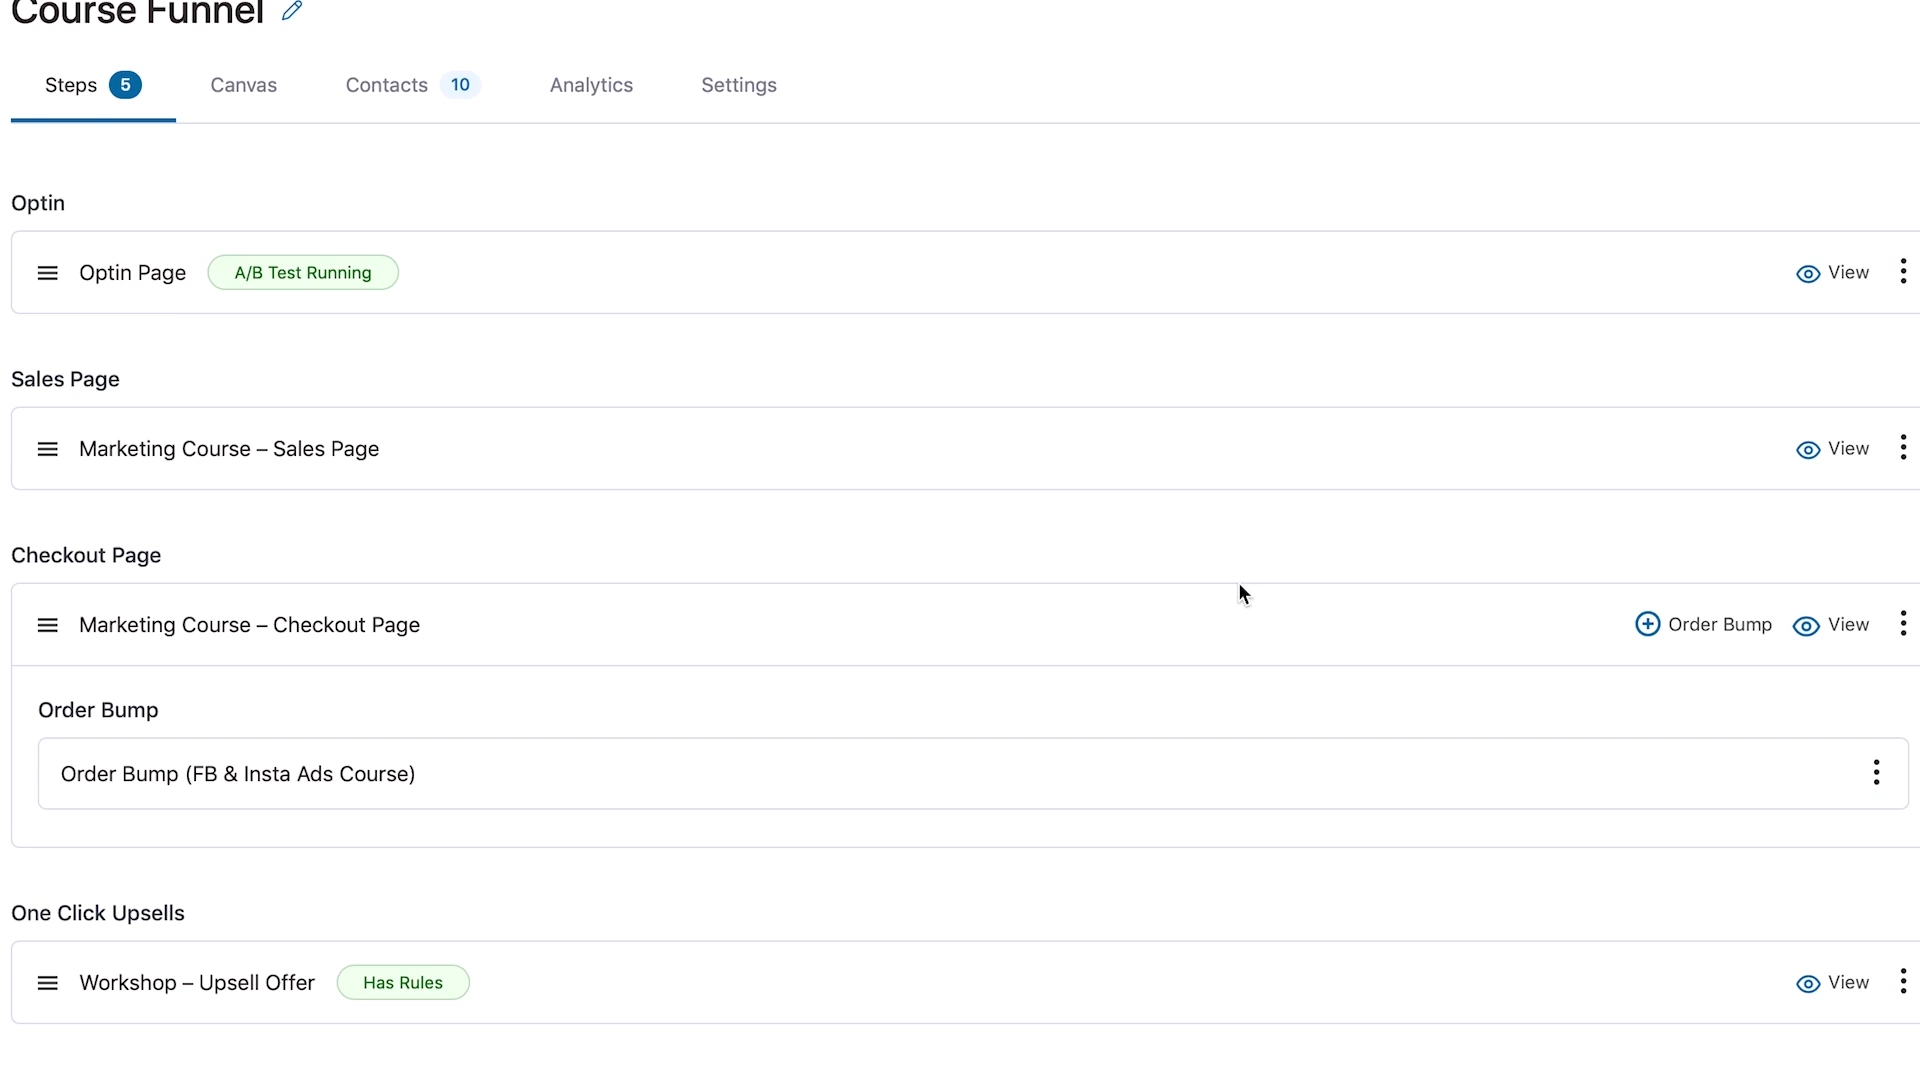 Course Funnel
Steps 5 Canvas Contacts 10 Analytics Settings
Optin
Optin Page A/B Test Running View
Sales Page
Marketing Course – Sales Page View
Checkout Page
Marketing Course – Checkout Page Order Bump View
Order Bump
Order Bump (FB & Insta Ads Course)
One Click Upsells
Workshop – Upsell Offer Has Rules View